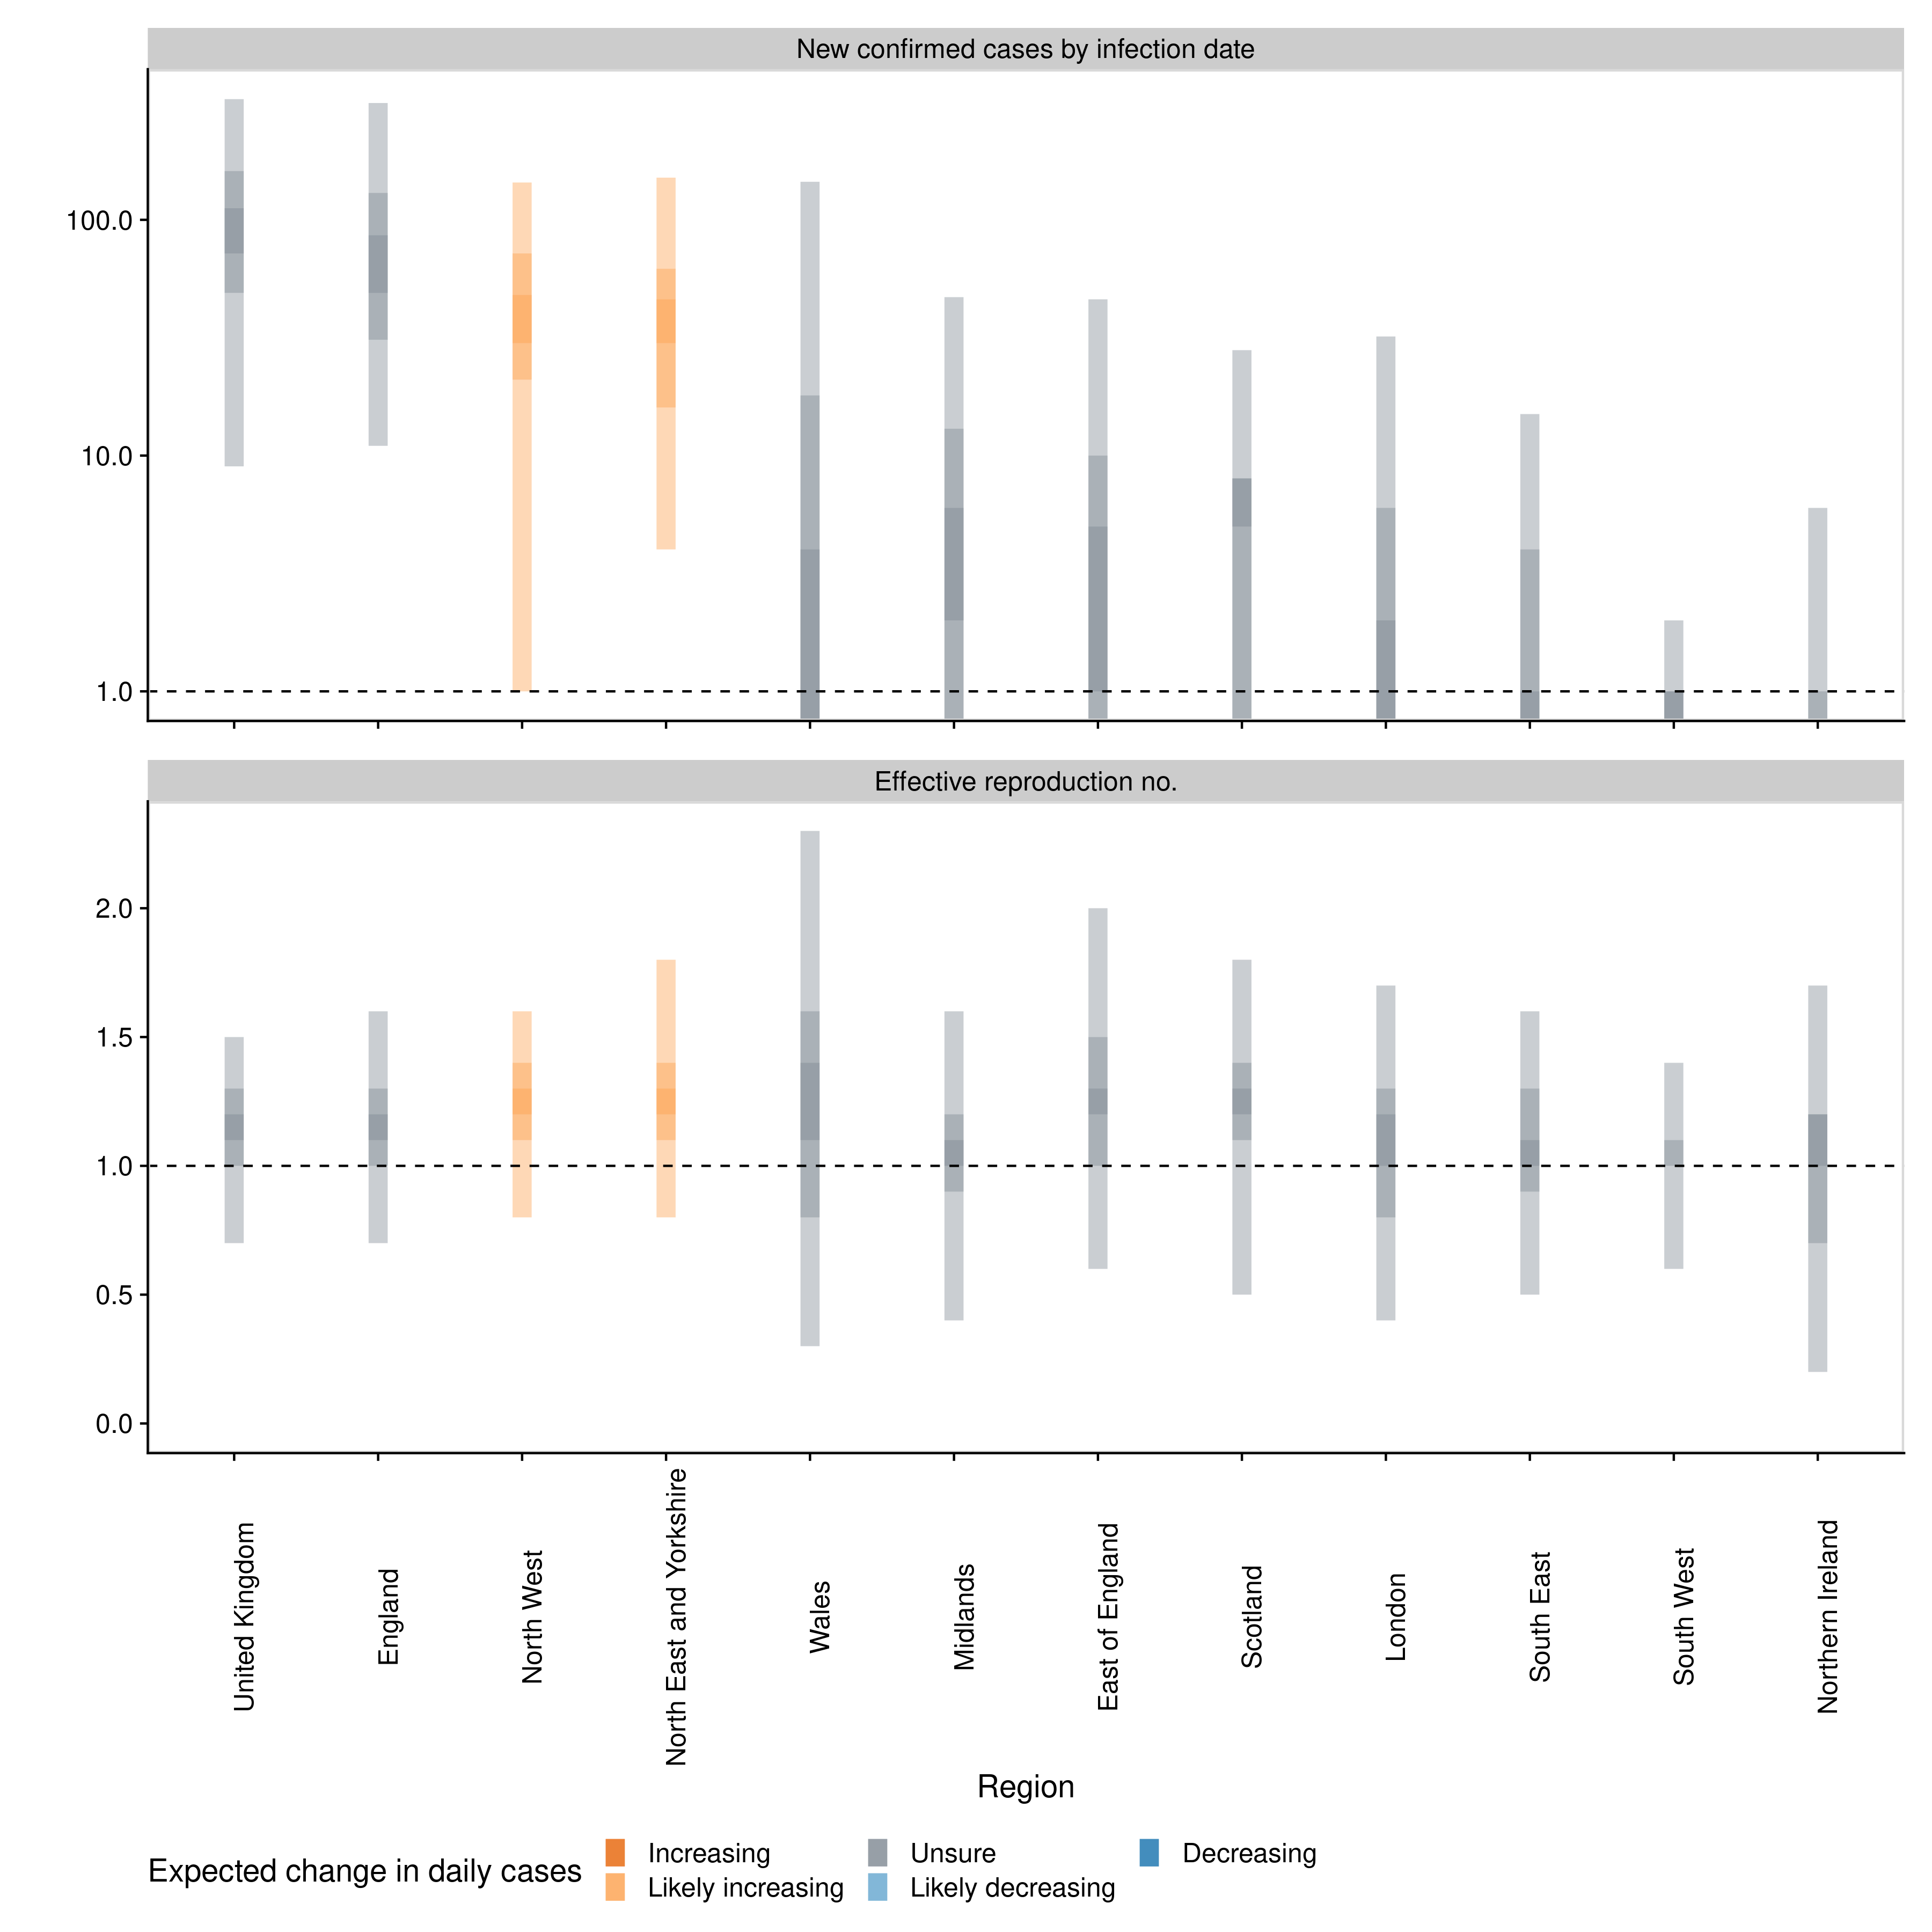 New confirmed cases by infection date
100.0
10.0
1.0
Effective reproduction no.
2.0
1.5
1.0
0.5
0.0
United Kingdom
England
North West
North East and Yorkshire
Wales
Midlands
East of England
Scotland
London
South East
South West
Northern Ireland
Region
Expected change in daily cases
Increasing
Likely increasing
Unsure
Likely decreasing
Decreasing